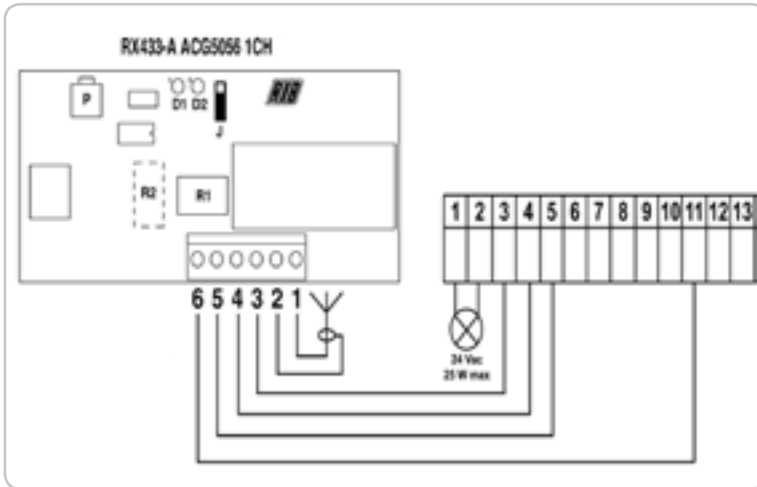 RX433-A ACG5056 1CH
P
D1 D2
RIB
J
R2
R1
1 2 3 4 5 6 7 8 9 10 11 12 13
6 5 4 3 2 1
24 Vac
25 W max